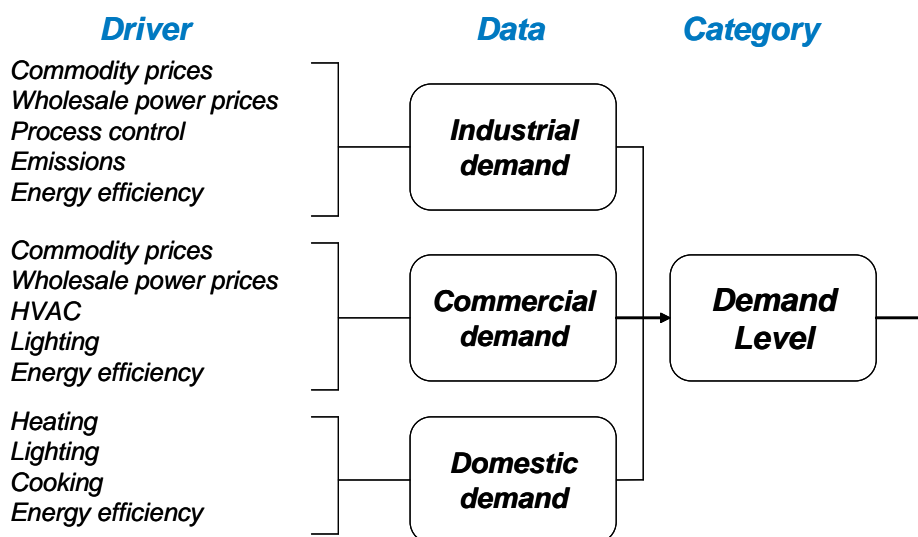 Driver
Data
Category
Commodity prices
Wholesale power prices
Process control
Emissions
Energy efficiency
Industrial
demand
Commodity prices
Wholesale power prices
HVAC
Lighting
Energy efficiency
Commercial
demand
Demand
Level
Heating
Lighting
Cooking
Energy efficiency
Domestic
demand